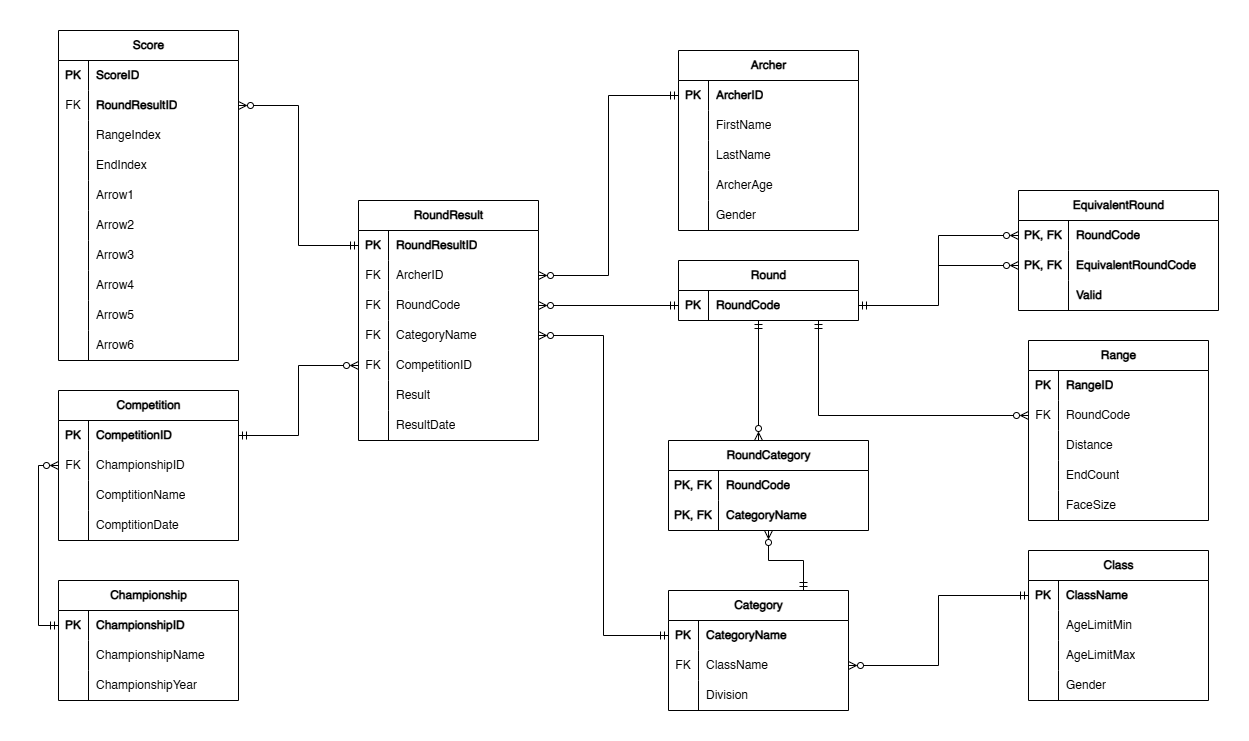 Score
PK ScoreID
FK RoundResultID
RangeIndex
EndIndex
Arrow1
Arrow2
Arrow3
Arrow4
Arrow5
Arrow6
Competition
PK CompetitionID
FK ChampionshipID
ComptitionName
ComptitionDate
Championship
PK ChampionshipID
ChampionshipName
ChampionshipYear
RoundResult
PK RoundResultID
FK ArcherID
FK RoundCode
FK CategoryName
FK CompetitionID
Result
ResultDate
Archer
PK ArcherID
FirstName
LastName
ArcherAge
Gender
Round
PK RoundCode
RoundCategory
PK, FK RoundCode
PK, FK CategoryName
Category
PK CategoryName
FK ClassName
Division
EquivalentRound
PK, FK RoundCode
PK, FK EquivalentRoundCode
Valid
Range
PK RangeID
FK RoundCode
Distance
EndCount
FaceSize
Class
PK ClassName
AgeLimitMin
AgeLimitMax
Gender